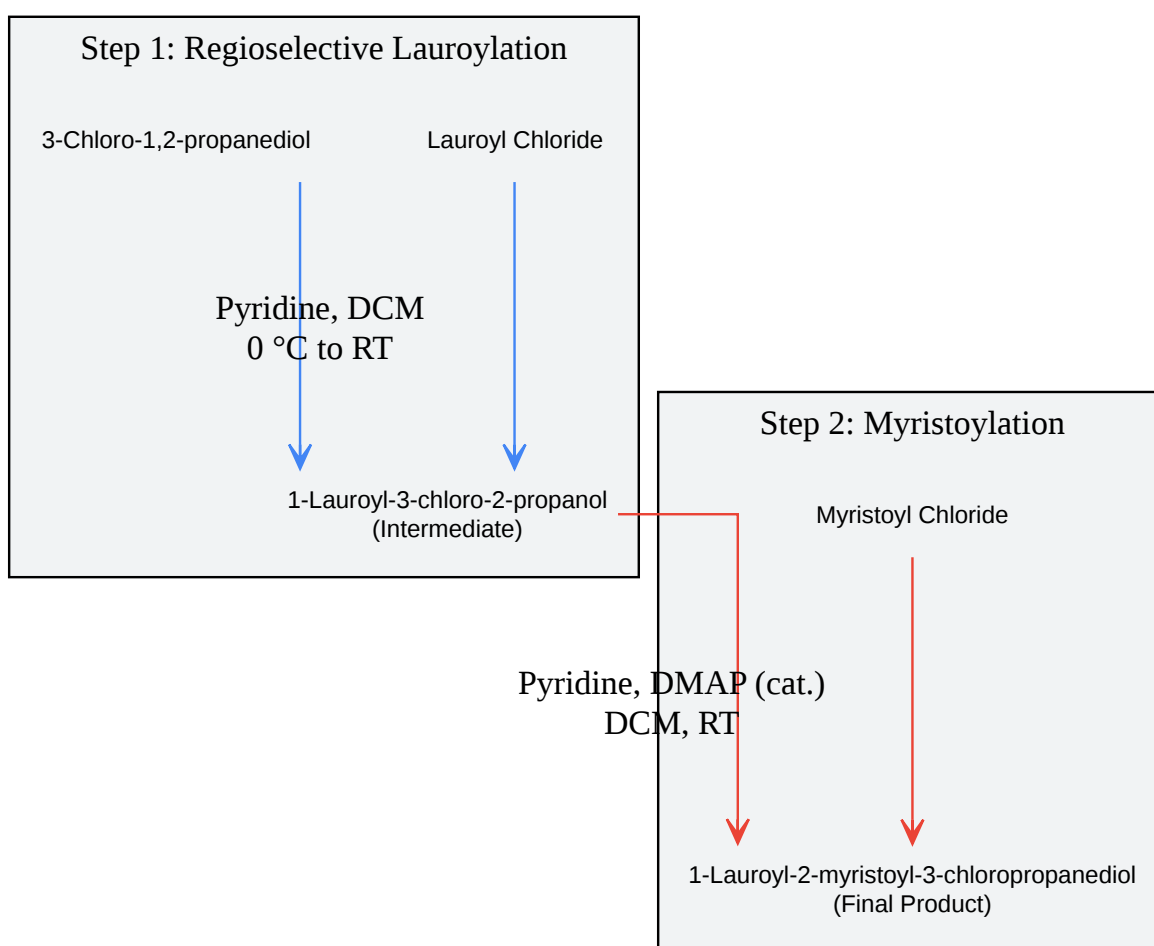 Step 1: Regioselective Lauroylation
3-Chloro-1,2-propanediol
Lauroyl Chloride
Pyridine, DCM
0 °C to RT
1-Lauroyl-3-chloro-2-propanol
(Intermediate)
Step 2: Myristoylation
Myristoyl Chloride
Pyridine, DMAP (cat.)
DCM, RT
1-Lauroyl-2-myristoyl-3-chloropropanediol
(Final Product)